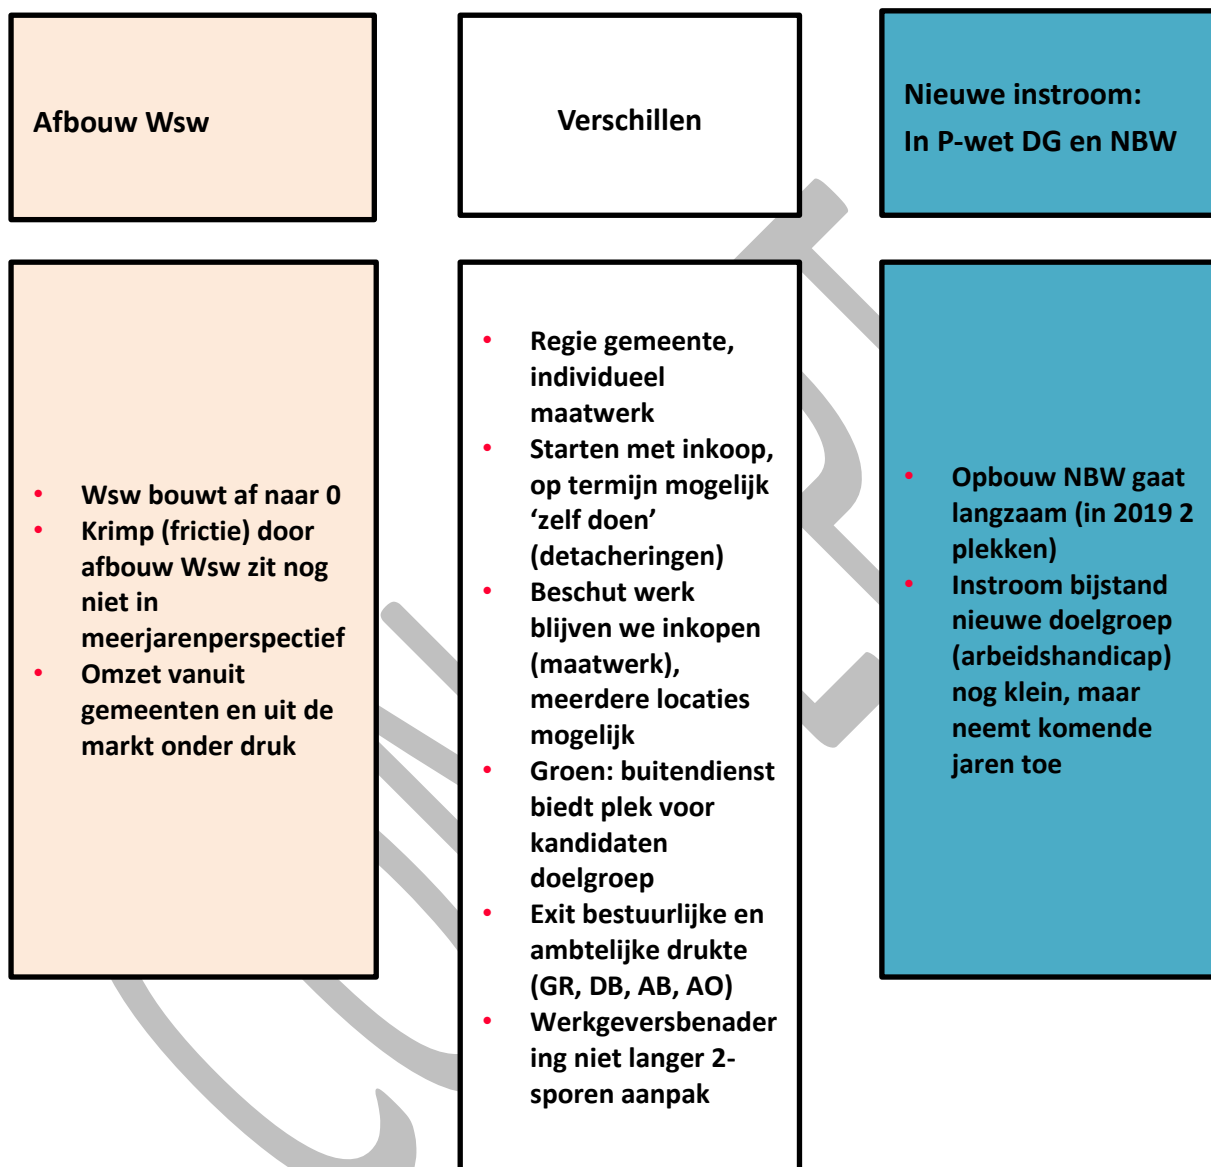 Afbouw Wsw
Verschillen
Nieuwe instroom:
In P-wet DG en NBW
• Wsw bouwt af naar 0
• Krimp (frictie) door
afbouw Wsw zit nog
niet in
meerjarenperspectief
• Omzet vanuit
gemeenten en uit de
markt onder druk
• Regie gemeente,
individueel
maatwerk
• Starten met inkoop,
op termijn mogelijk
‘zelf doen’
(detacheringen)
• Beschut werk
blijven we inkopen
(maatwerk),
meerdere locaties
mogelijk
• Groen: buitendienst
biedt plek voor
kandidaten
doelgroep
• Exit bestuurlijke en
ambtelijke drukte
(GR, DB, AB, AO)
• Werkgeversbenader
ing niet langer 2-
sporen aanpak
• Opbouw NBW gaat
langzaam (in 2019 2
plekken)
• Instroom bijstand
nieuwe doelgroep
(arbeidshandicap)
nog klein, maar
neemt komende
jaren toe